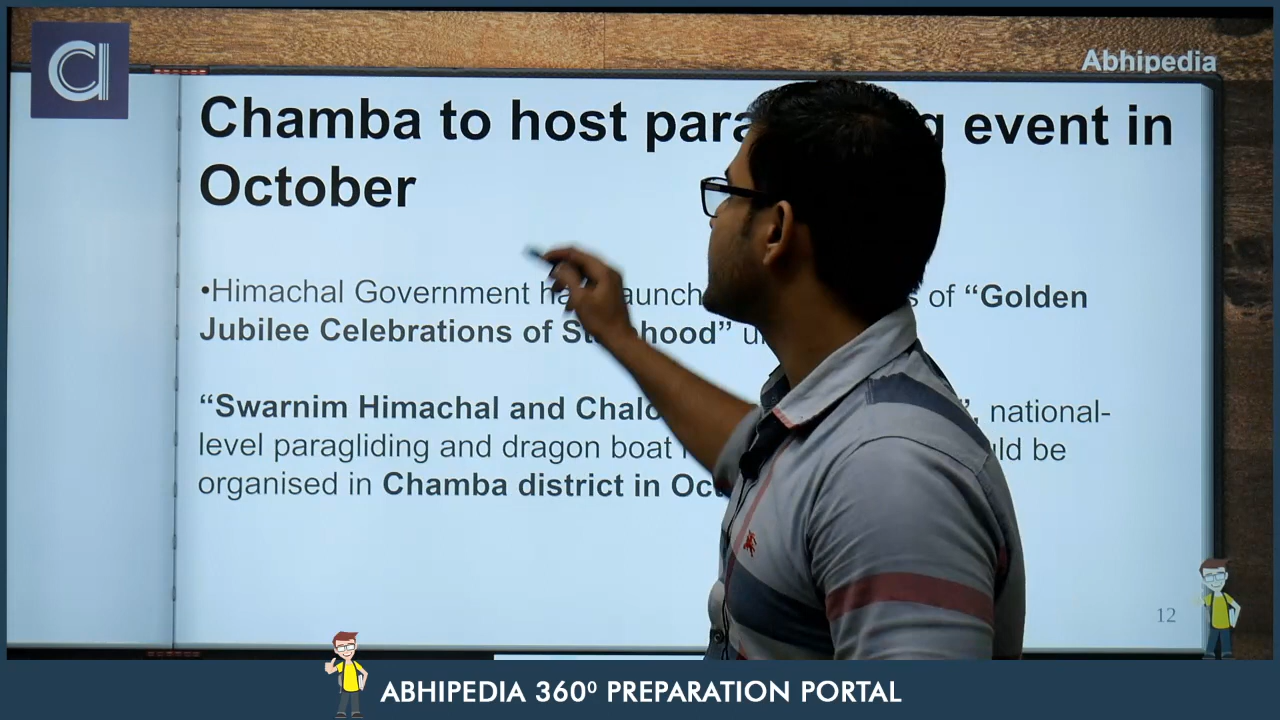 Abhipedia
Chamba to host para g event in
October
•Himachal Government ha launch s of “Golden
Jubilee Celebrations of St hood” u
“Swarnim Himachal and Chalo ”, national-
level paragliding and dragon boat ld be
organised in Chamba district in Oc
12
ABHIPEDIA 360⁰ PREPARATION PORTAL